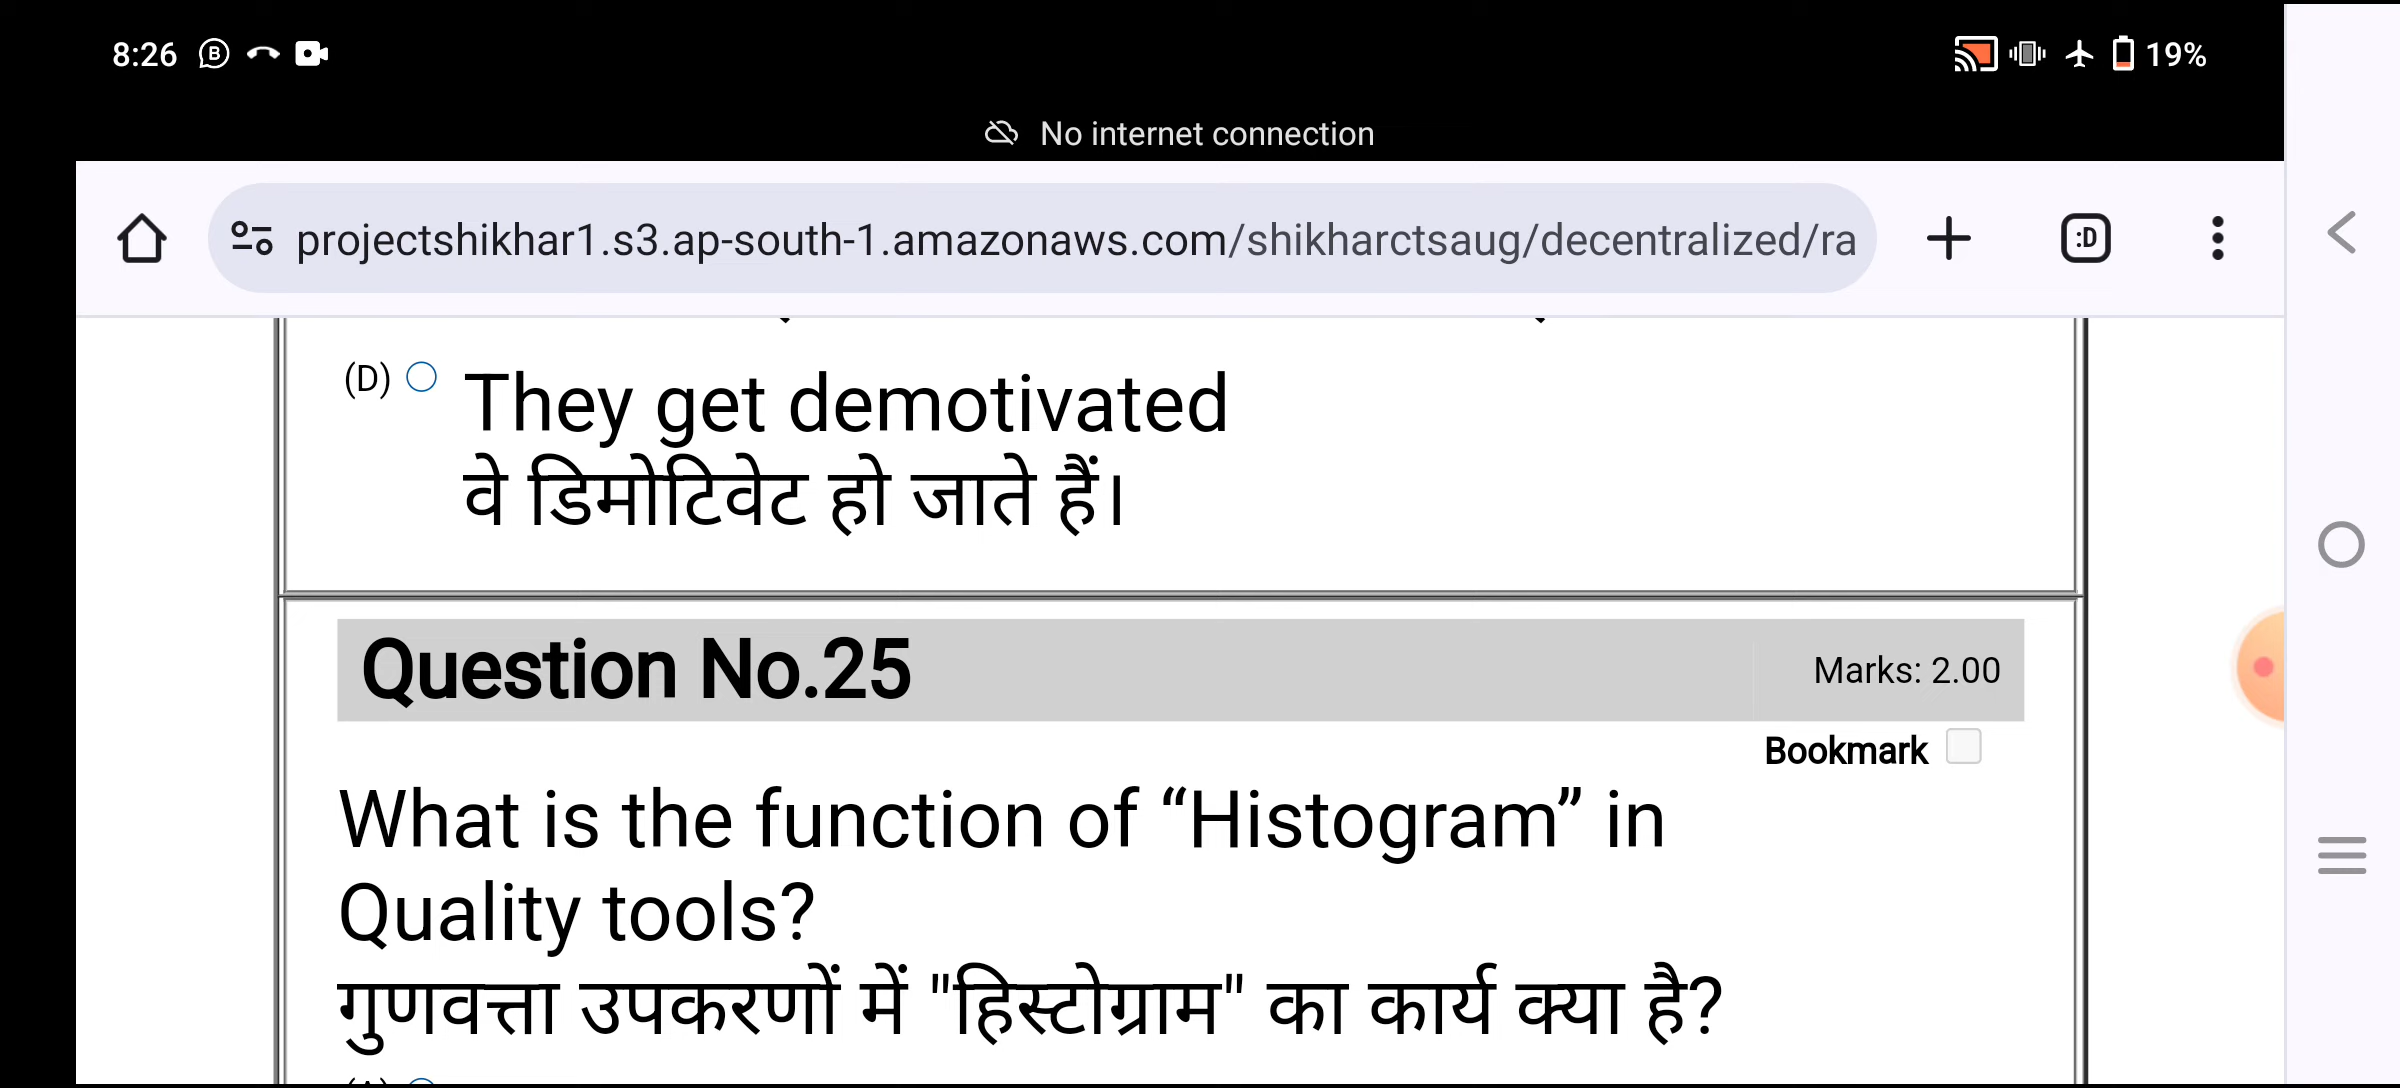 8:26
19%
No internet connection
projectshikhar1.s3.ap-south-1.amazonaws.com/shikharctsaug/decentralized/ra
:D
(D) They get demotivated
वे डिमोटिवेट हो जाते हैं।
Question No.25
Marks: 2.00
Bookmark
What is the function of “Histogram” in
Quality tools?
गुणवत्ता उपकरणों में "हिस्टोग्राम" का कार्य क्या है?